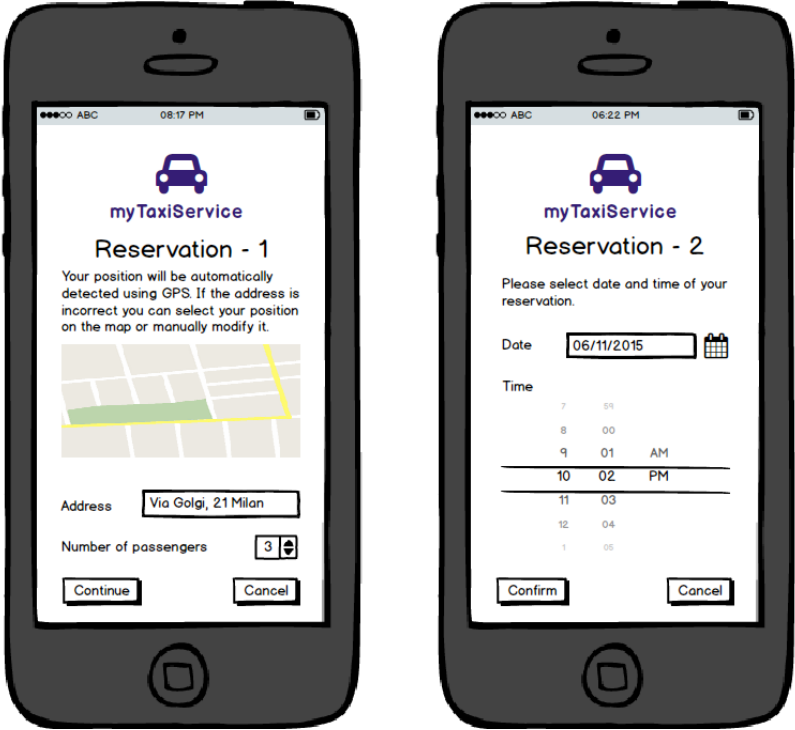 ABC 08:17 PM
myTaxiService
Reservation - 1
Your position will be automatically
detected using GPS. If the address is
incorrect you can select your position
on the map or manually modify it.
Address Via Golgi, 21 Milan
Number of passengers 3
Continue Cancel
ABC 06:22 PM
myTaxiService
Reservation - 2
Please select date and time of your
reservation.
Date 06/11/2015
Time
7 59
8 00
9 01 AM
10 02 PM
11 03
12 04
1 05
Confirm Cancel